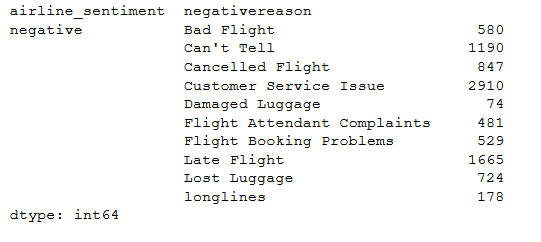 airline_sentiment  negativereason
negative           Bad Flight                      580
                   Can't Tell                     1190
                   Cancelled Flight                847
                   Customer Service Issue         2910
                   Damaged Luggage                  74
                   Flight Attendant Complaints     481
                   Flight Booking Problems         529
                   Late Flight                    1665
                   Lost Luggage                    724
                   longlines                       178
dtype: int64